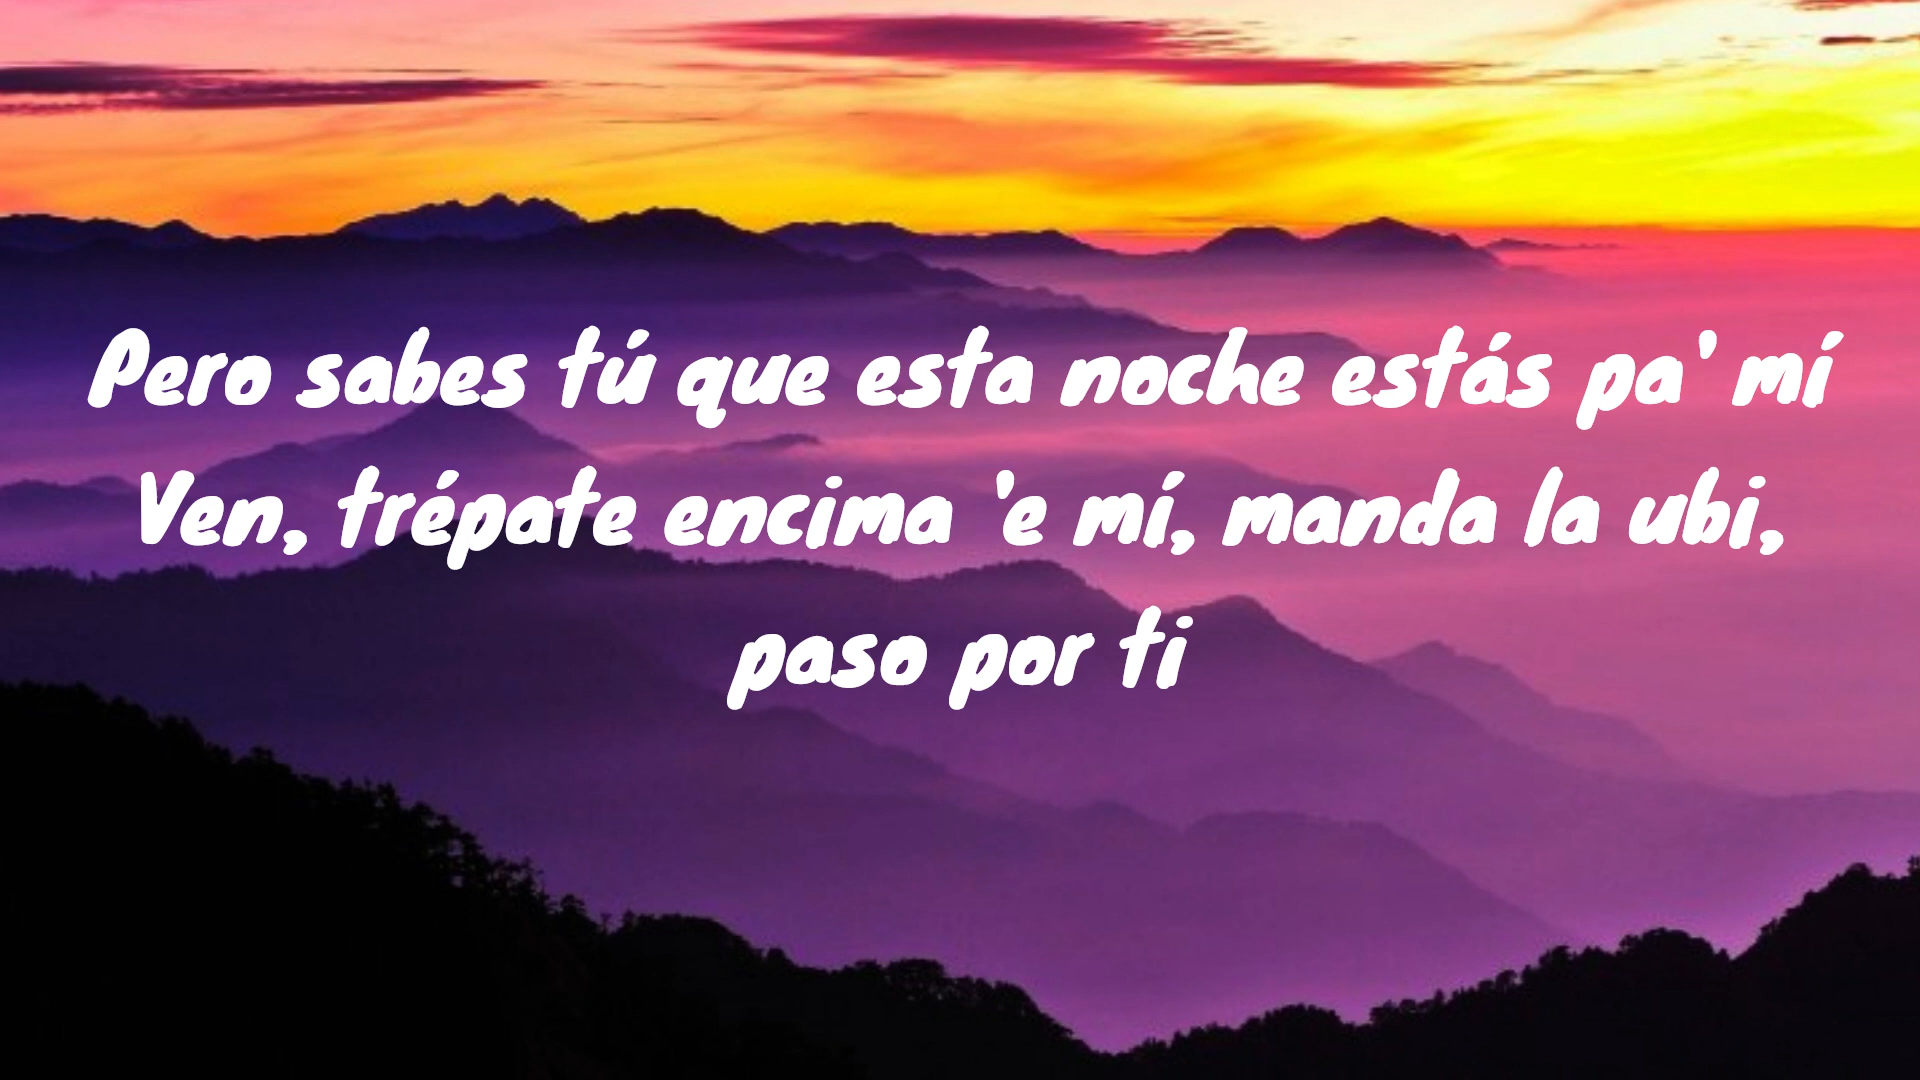 Pero sabes tú que esta noche estás pa' mí
Ven, trépate encima 'e mí, manda la ubi,
paso por ti